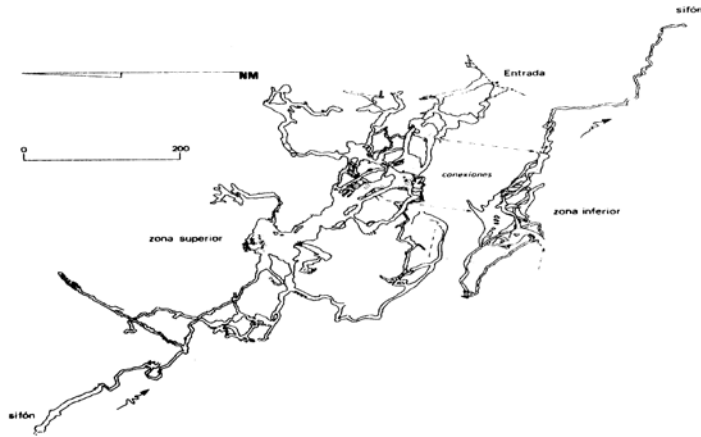 sifón
Entrada
NM
0 200
conexiones
zona superior
zona inferior
sifón